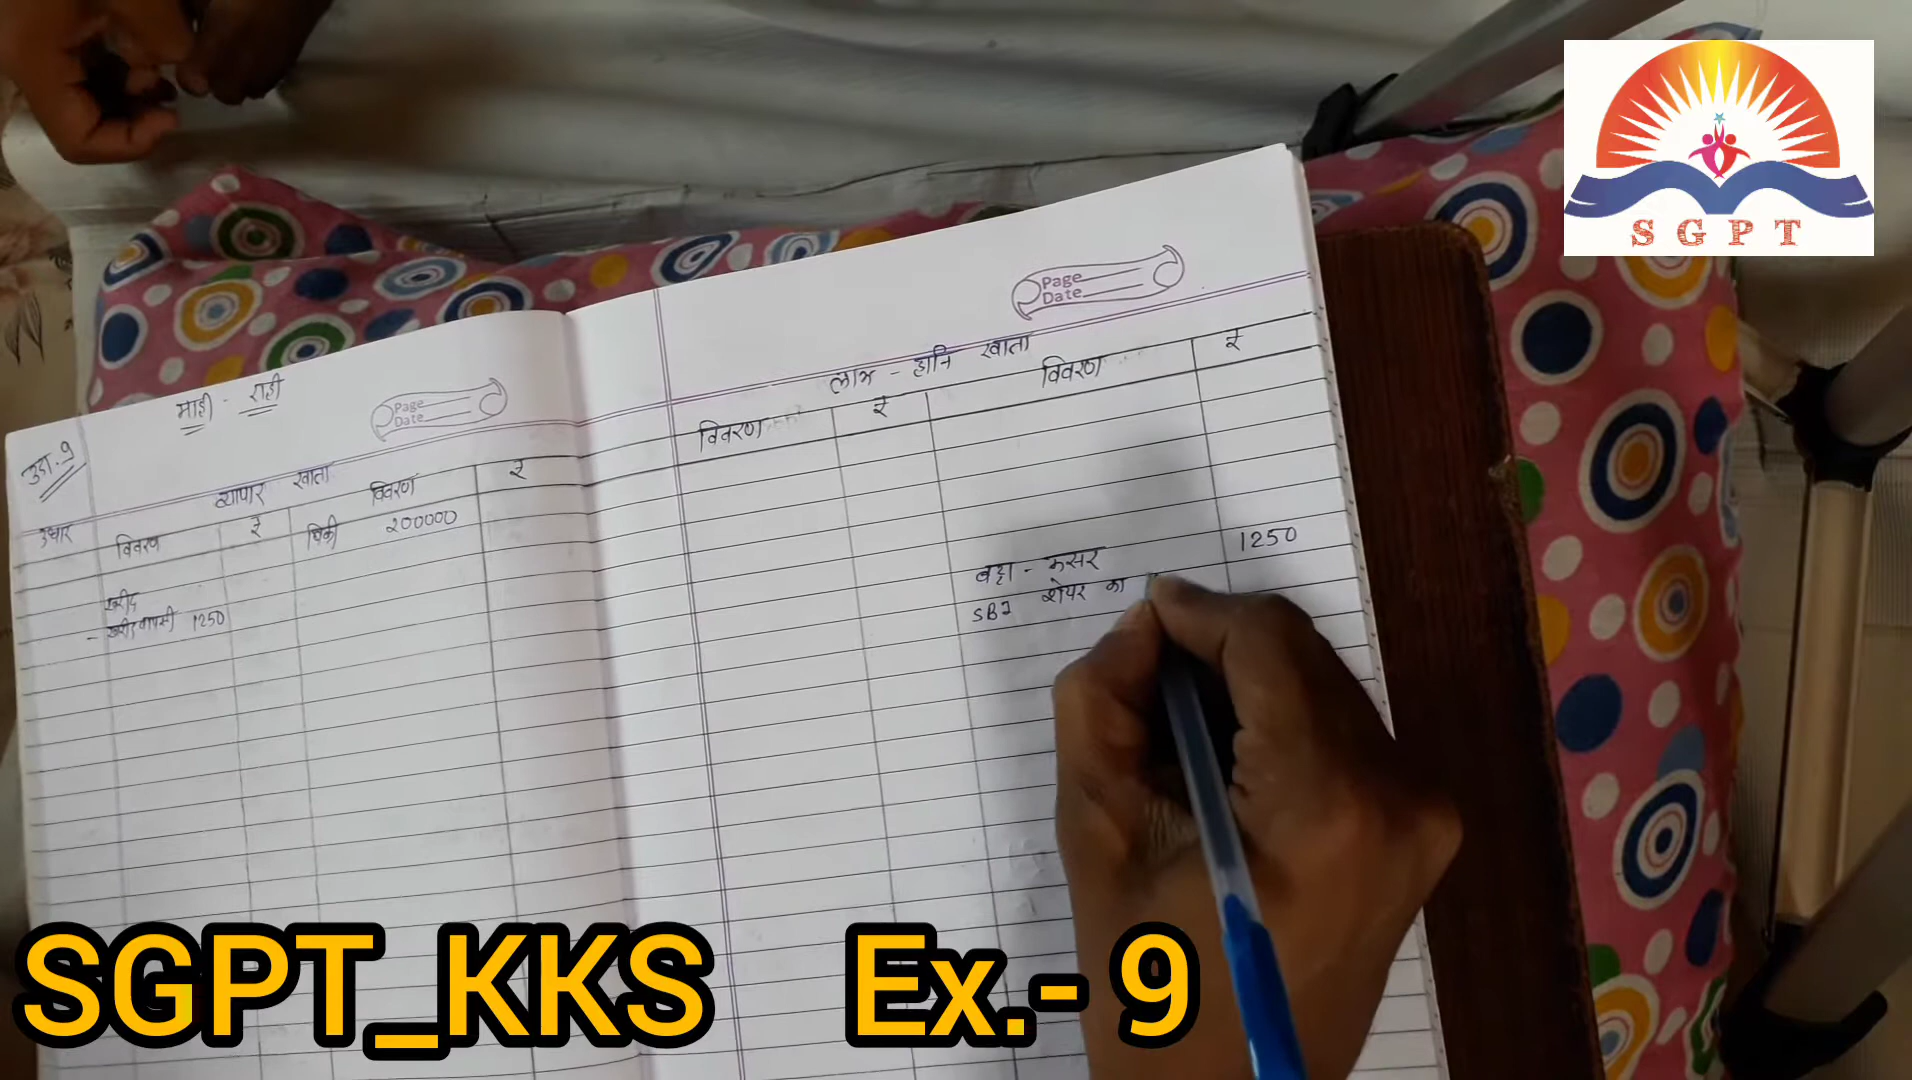 SGPT
Page
Date
लाभ - हानि खाता
विवरण ₹ विवरण ₹
बट्टा - कसर 1250
SBI शेयर का
माही - राही
Page
Date
उदा. 9
व्यापार खाता
उधार
विवरण ₹ विवरण ₹
बिक्री 200000
खरीद
- खरीद वापसी 1250
SGPT_KKS Ex.- 9